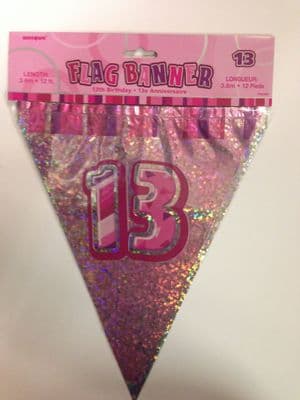 unique
FLAG BANNER
13
LENGTH:
3.6m • 12 ft.
13th Birthday • 13e Anniversaire
LONGUEUR:
3.6m • 12 Pieds
13